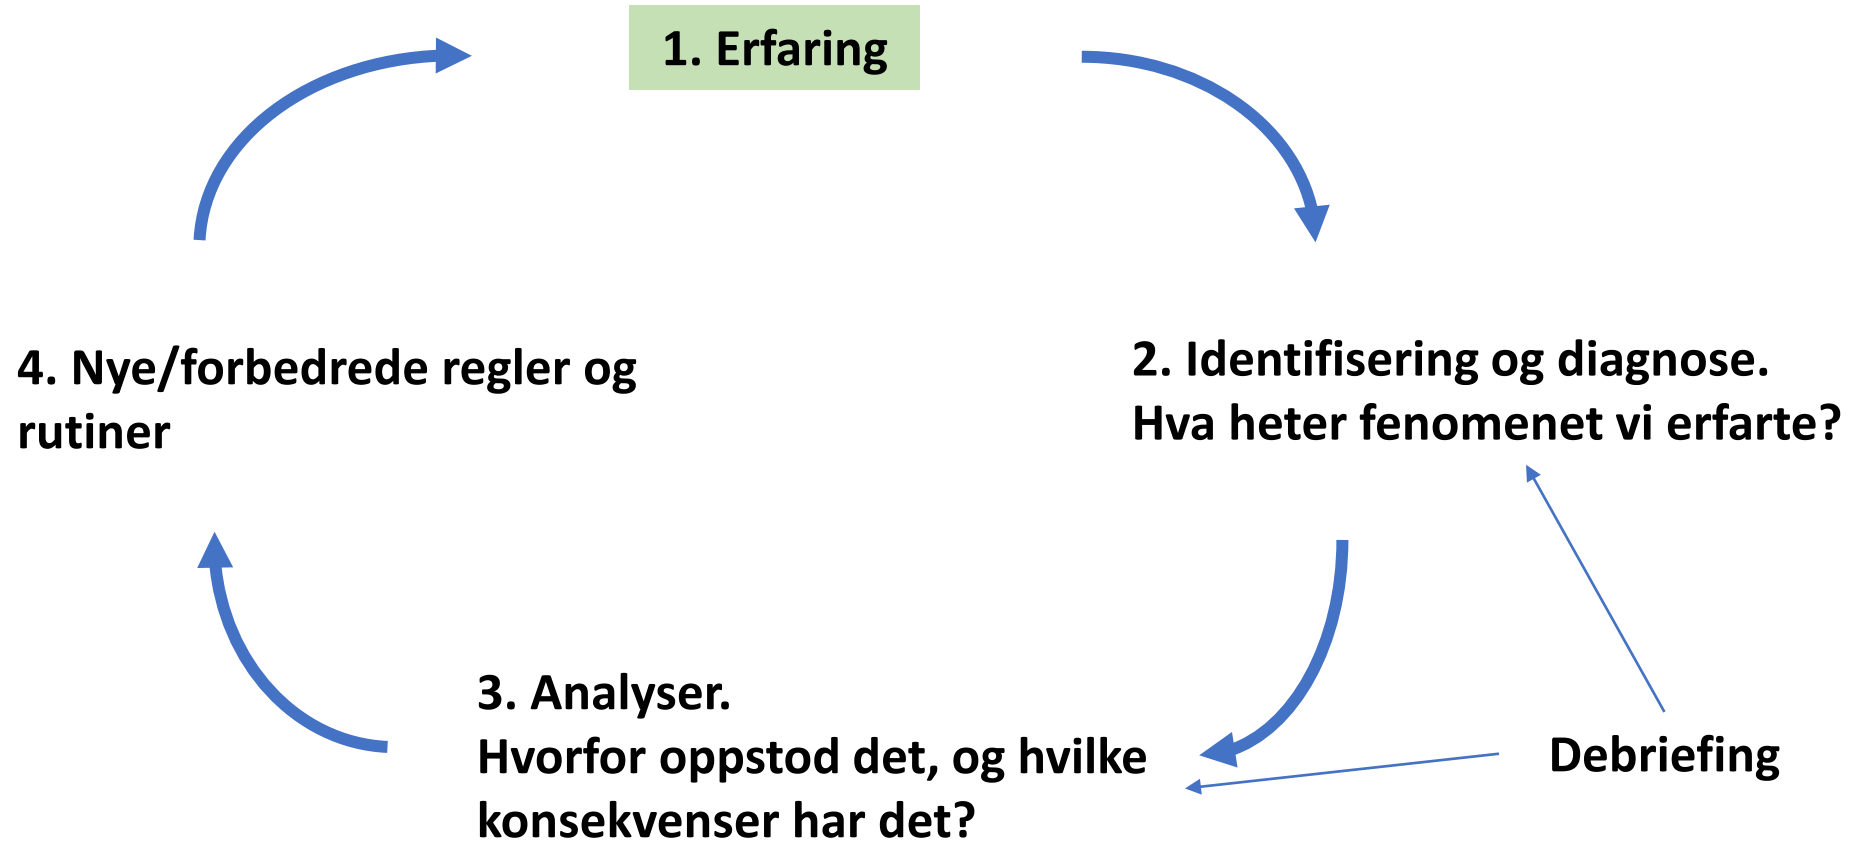 1. Erfaring
2. Identifisering og diagnose.
Hva heter fenomenet vi erfarte?
3. Analyser.
Hvorfor oppstod det, og hvilke
konsekvenser har det?
4. Nye/forbedrede regler og
rutiner
Debriefing